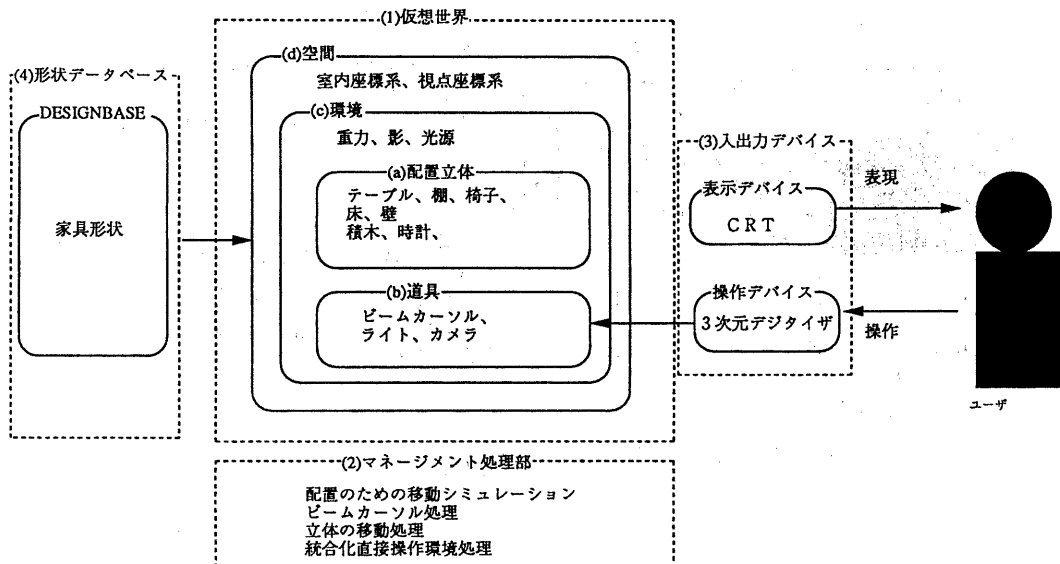 (1)仮想世界
(d)空間
室内座標系、視点座標系
(4)形状データベース
DESIGNBASE
家具形状
(c)環境
重力、影、光源
(a)配置立体
テーブル、棚、椅子、
床、壁
積木、時計、
(b)道具
ビームカーソル、
ライト、カメラ
(3)入出力デバイス
表示デバイス
CRT
表現
操作デバイス
3次元デジタイザ
操作
ユーザ
(2)マネージメント処理部
配置のための移動シミュレーション
ビームカーソル処理
立体の移動処理
統合化直接操作環境処理